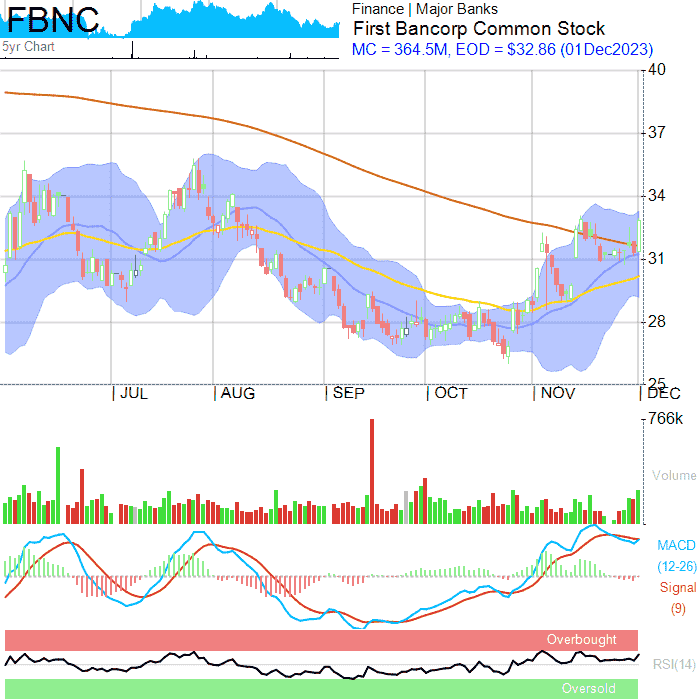 FBNC
Finance | Major Banks
First Bancorp Common Stock
5yr Chart
MC = 364.5M, EOD = $32.86 (01Dec2023)
40
37
34
31
28
25
JUL
AUG
SEP
OCT
NOV
DEC
766k
Volume
MACD
(12-26)
Signal
(9)
Overbought
RSI(14)
Oversold